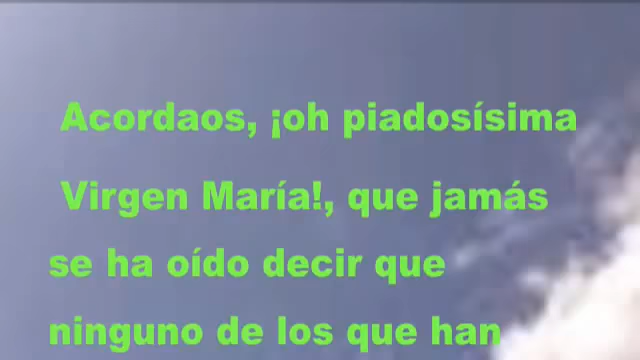 Acordaos, ¡oh piadosísima
Virgen María!, que jamás
se ha oído decir que
ninguno de los que han